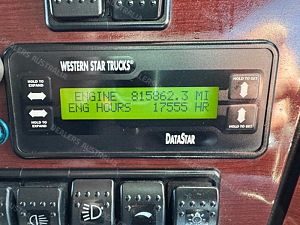 WESTERN STAR TRUCKS®
HOLD TO
EXPAND
HOLD TO
EXPAND
ENGINE 815862.3 MI
ENG HOURS 17555 HR
HOLD TO SET
HOLD TO SET
DATASTAR